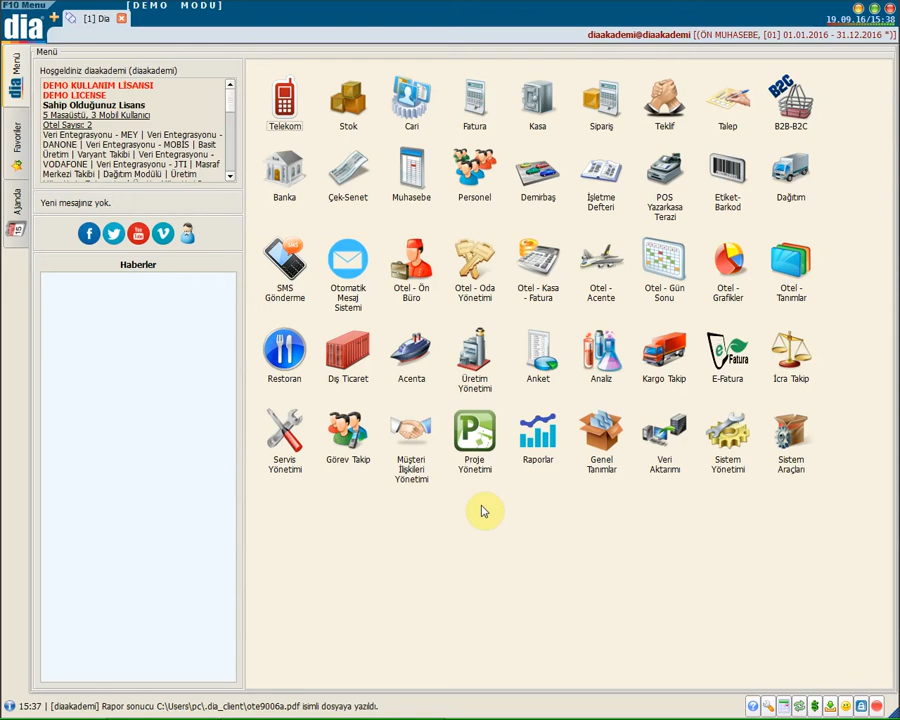 F10 Menu
[DEMO MODU]
dia
[1] Dia
19.09.16/15:38
diaakademi@diaakademi [(ÖN MUHASEBE, [01] 01.01.2016 - 31.12.2016 *)]
Menü
dia
Favoriler
Ajanda
15
Menü
Hoşgeldiniz diaakademi (diaakademi)
DEMO KULLANIM LİSANSI
DEMO LICENSE
Sahip Olduğunuz Lisans
5 Masaüstü, 3 Mobil Kullanıcı
Otel Sayısı: 2
Veri Entegrasyonu - MEY | Veri Entegrasyonu -
DANONE | Veri Entegrasyonu - MOBİS | Basit
Üretim | Varyant Takibi | Veri Entegrasyonu -
VODAFONE | Veri Entegrasyonu - JTI | Masraf
Merkezi Takibi | Dağıtım Modülü | Üretim
Yeni mesajınız yok.
Haberler
Telekom
Stok
Cari
Fatura
Kasa
Sipariş
Teklif
Talep
B2C
B2B-B2C
Banka
Çek-Senet
Muhasebe
Personel
Demirbaş
İşletme
Defteri
POS
Yazarkasa
Terazi
Etiket-
Barkod
Dağıtım
SMS
Gönderme
Otomatik
Mesaj
Sistemi
Otel - Ön
Büro
Otel - Oda
Yönetimi
Otel - Kasa
- Fatura
Otel -
Acente
Otel - Gün
Sonu
Otel -
Grafikler
Otel -
Tanımlar
Restoran
Dış Ticaret
Acenta
Üretim
Yönetimi
Anket
Analiz
Kargo Takip
e-Fatura
E-Fatura
İcra Takip
Servis
Yönetimi
Görev Takip
Müşteri
İlişkileri
Yönetimi
Proje
Yönetimi
Raporlar
Genel
Tanımlar
Veri
Aktarımı
Sistem
Yönetimi
Sistem
Araçları
15:37 | [diaakademi] Rapor sonucu C:\Users\pc\.dia_client\ote9006a.pdf isimli dosyaya yazıldı.